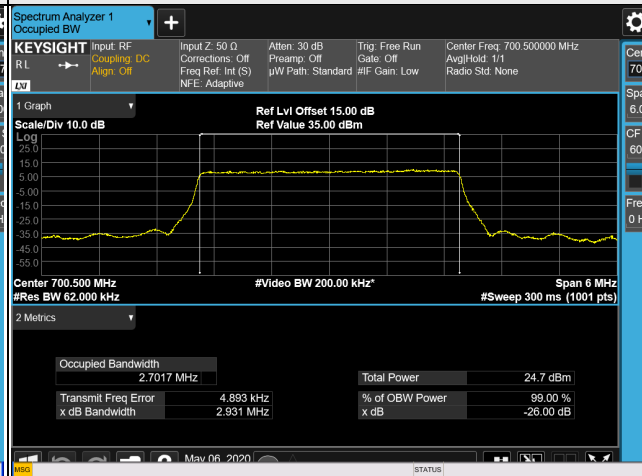 Spectrum Analyzer 1
Occupied BW
+
KEYSIGHT
RL
LXI
Input: RF
Coupling: DC
Align: Off
Input Z: 50 Ω
Corrections: Off
Freq Ref: Int (S)
NFE: Adaptive
Atten: 30 dB
Preamp: Off
µW Path: Standard
Trig: Free Run
Gate: Off
#IF Gain: Low
Center Freq: 700.500000 MHz
Avg|Hold: 1/1
Radio Std: None
1 Graph
Scale/Div 10.0 dB
Ref Lvl Offset 15.00 dB
Ref Value 35.00 dBm
Log
25.0
15.0
5.00
-5.00
-15.0
-25.0
-35.0
-45.0
-55.0
Center 700.500 MHz
#Res BW 62.000 kHz
#Video BW 200.00 kHz*
Span 6 MHz
#Sweep 300 ms (1001 pts)
2 Metrics
Occupied Bandwidth
2.7017 MHz
Transmit Freq Error 4.893 kHz
x dB Bandwidth 2.931 MHz
Total Power 24.7 dBm
% of OBW Power 99.00 %
x dB -26.00 dB
May 06, 2020
MSG
STATUS